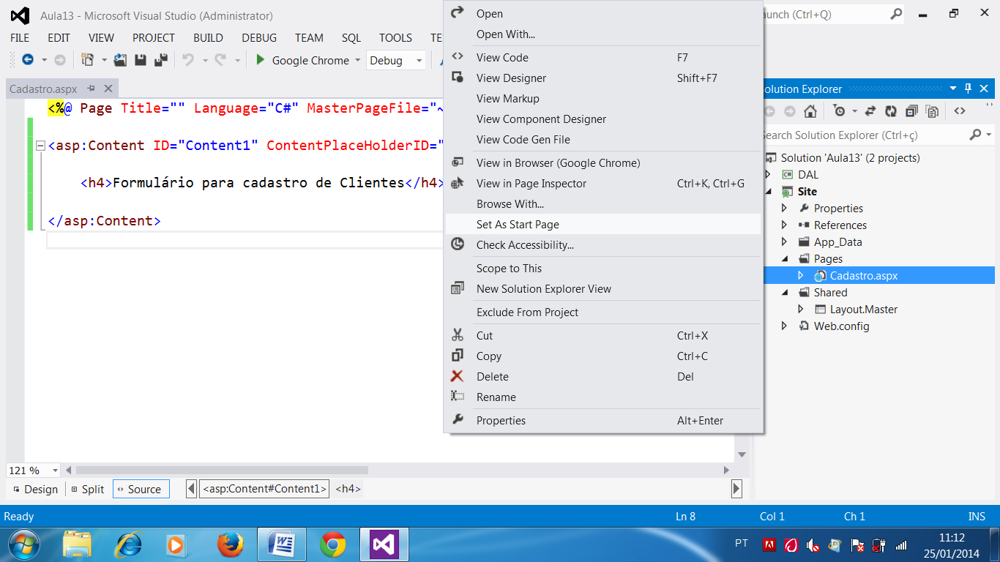 Aula13 - Microsoft Visual Studio (Administrator)
aunch (Ctrl+Q)
FILE EDIT VIEW PROJECT BUILD DEBUG TEAM SQL TOOLS TE
Google Chrome Debug
Cadastro.aspx
<%@ Page Title="" Language="C#" MasterPageFile="~
<asp:Content ID="Content1" ContentPlaceHolderID="
<h4>Formulário para cadastro de Clientes</h4>
</asp:Content>
121 %
Design Split Source <asp:Content#Content1> <h4>
Open
Open With...
View Code F7
View Designer Shift+F7
View Markup
View Component Designer
View Code Gen File
View in Browser (Google Chrome)
View in Page Inspector Ctrl+K, Ctrl+G
Browse With...
Set As Start Page
Check Accessibility...
Scope to This
New Solution Explorer View
Exclude From Project
Cut Ctrl+X
Copy Ctrl+C
Delete Del
Rename
Properties Alt+Enter
olution Explorer
Search Solution Explorer (Ctrl+ç)
Solution 'Aula13' (2 projects)
DAL
Site
Properties
References
App_Data
Pages
Cadastro.aspx
Shared
Layout.Master
Web.config
Ready Ln 8 Col 1 Ch 1 INS
PT
11:12
25/01/2014